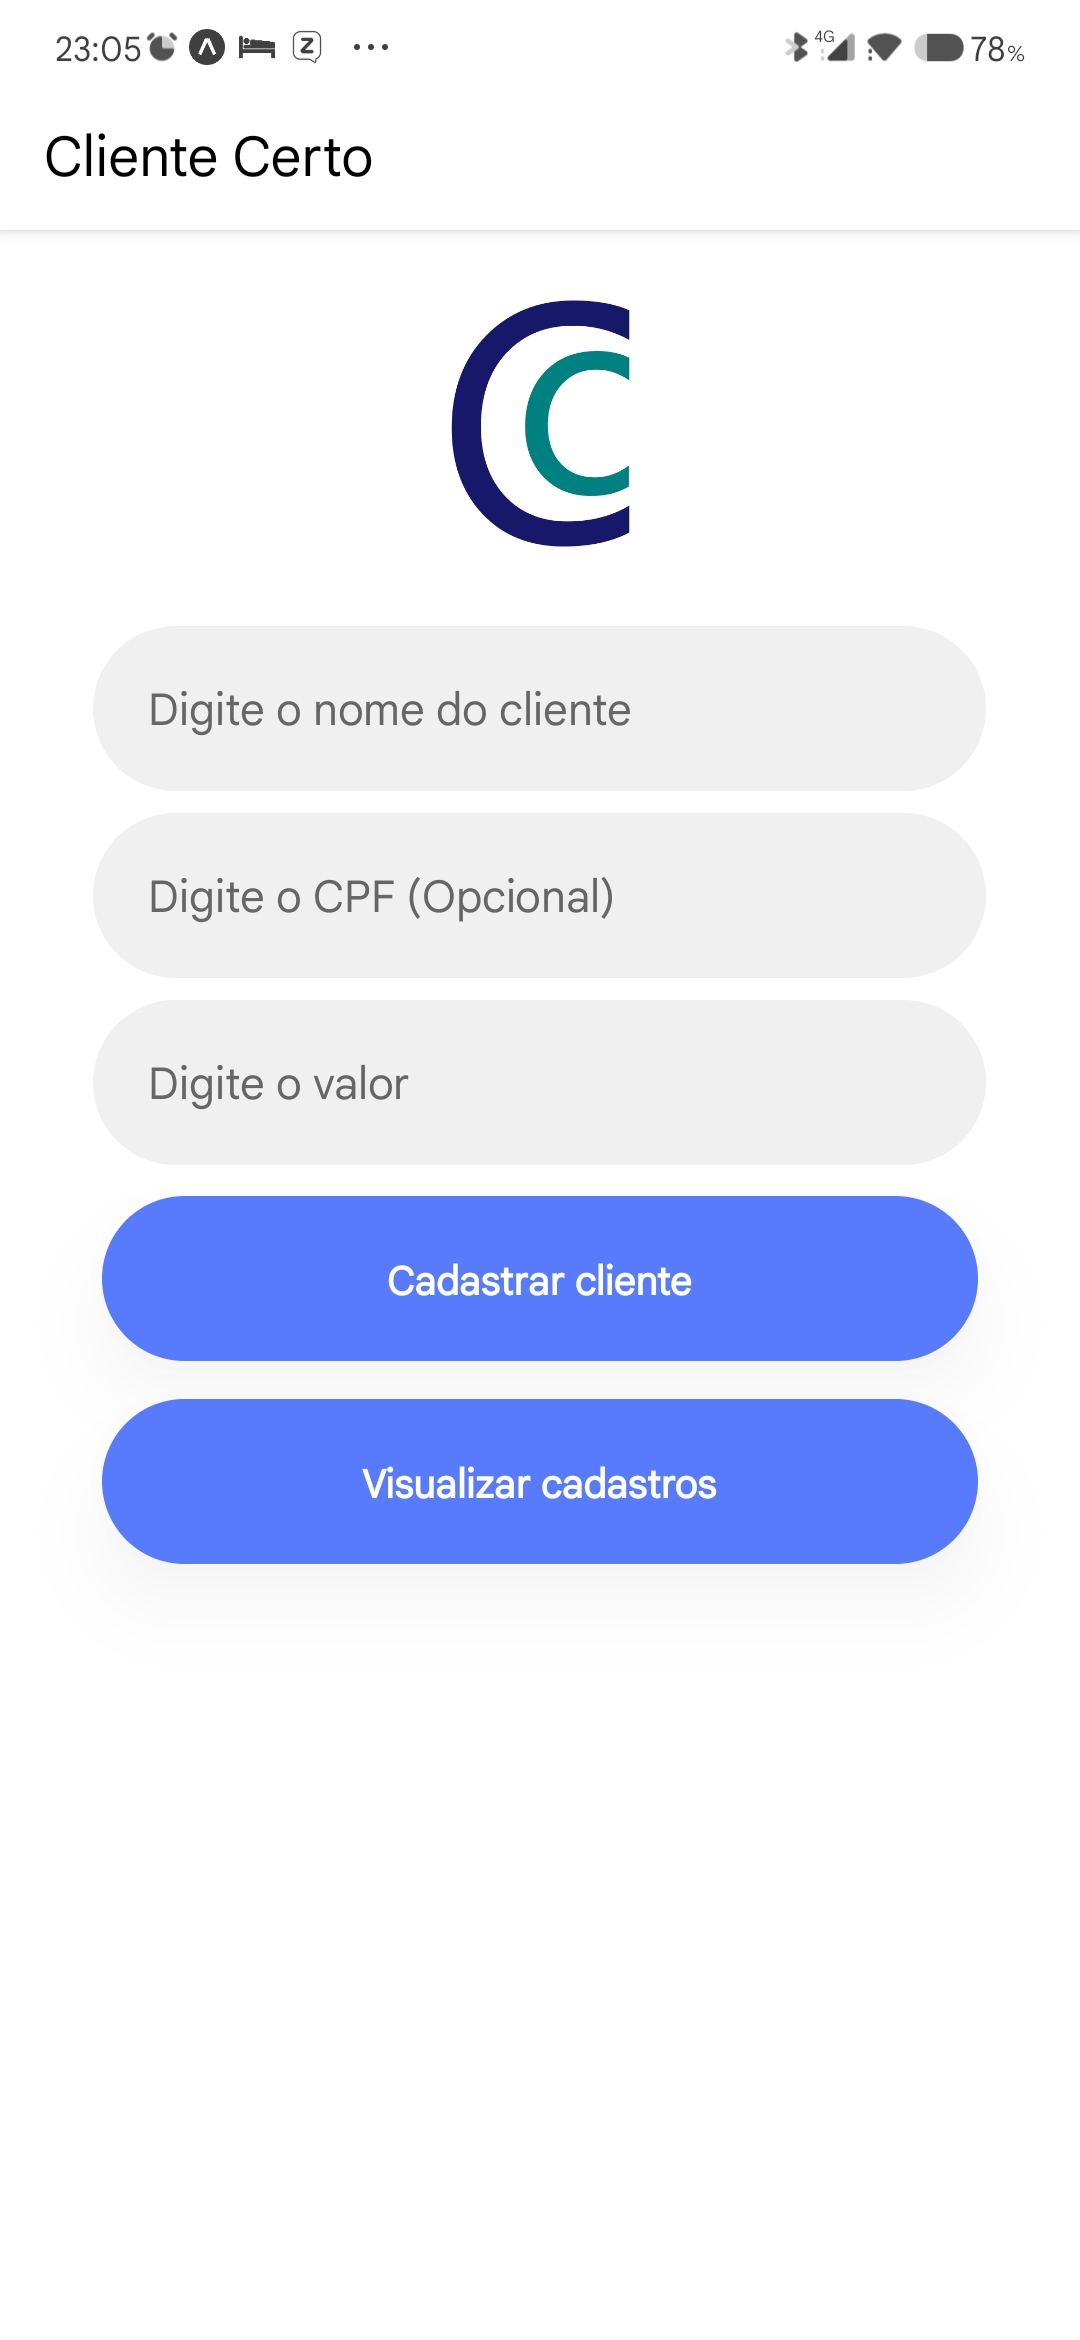 23:05 Z ... 4G 78%
Cliente Certo
CC
Digite o nome do cliente
Digite o CPF (Opcional)
Digite o valor
Cadastrar cliente
Visualizar cadastros